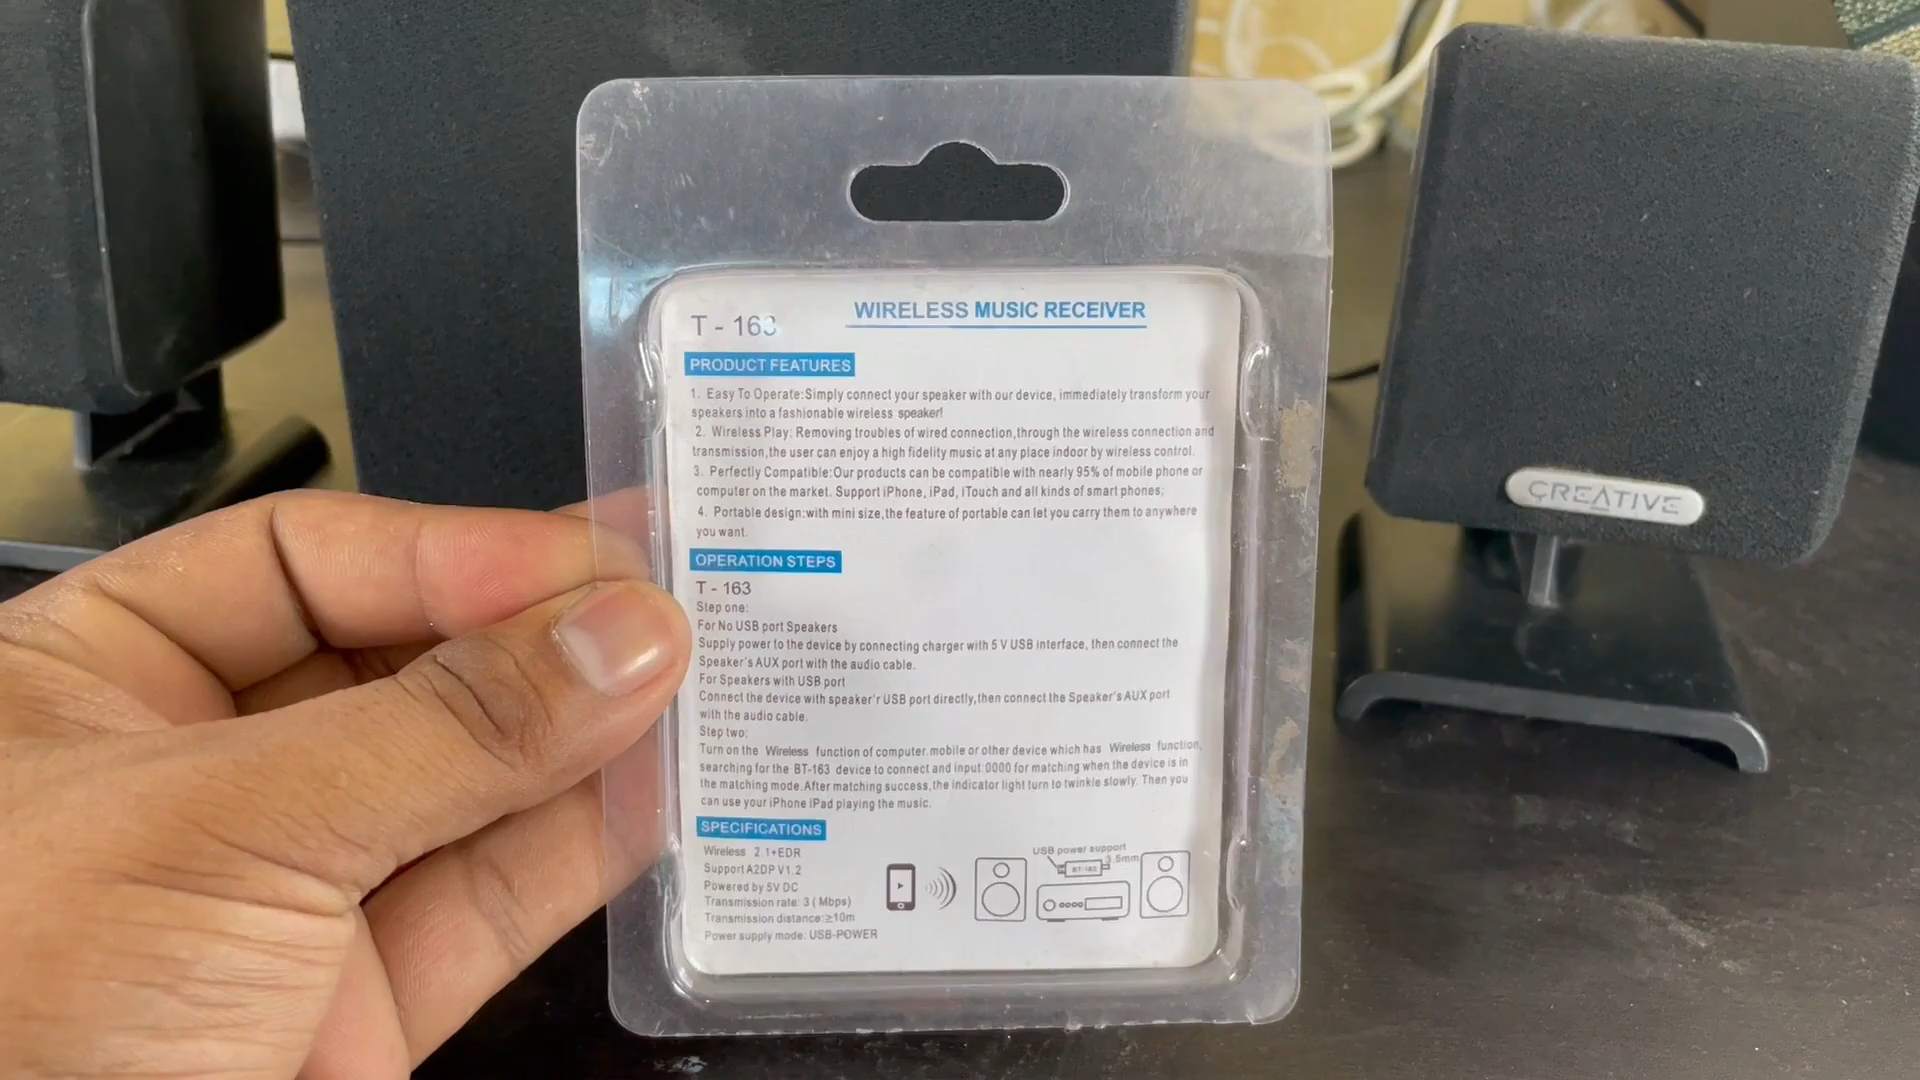 T - 163
WIRELESS MUSIC RECEIVER
PRODUCT FEATURES
1. Easy To Operate:Simply connect your speaker with our device, immediately transform your
speakers into a fashionable wireless speaker!
2. Wireless Play: Removing troubles of wired connection,through the wireless connection and
transmission,the user can enjoy a high fidelity music at any place indoor by wireless control.
3. Perfectly Compatible:Our products can be compatible with nearly 95% of mobile phone or
computer on the market. Support iPhone, iPad, iTouch and all kinds of smart phones;
4. Portable design:with mini size,the feature of portable can let you carry them to anywhere
you want.
OPERATION STEPS
T - 163
Step one:
For No USB port Speakers
Supply power to the device by connecting charger with 5 V USB interface, then connect the
Speaker's AUX port with the audio cable.
For Speakers with USB port
Connect the device with speaker'r USB port directly,then connect the Speaker's AUX port
with the audio cable.
Step two:
Turn on the Wireless function of computer.mobile or other device which has Wireless function,
searching for the BT-163 device to connect and input:0000 for matching when the device is in
the matching mode.After matching success,the indicator light turn to twinkle slowly. Then you
can use your iPhone iPad playing the music.
SPECIFICATIONS
Wireless 2.1+EDR
Support A2DP V1.2
Powered by 5V DC
Transmission rate: 3 ( Mbps)
Transmission distance:≥10m
Power supply mode: USB-POWER
USB power support
3.5mm
BT-163
CREATIVE